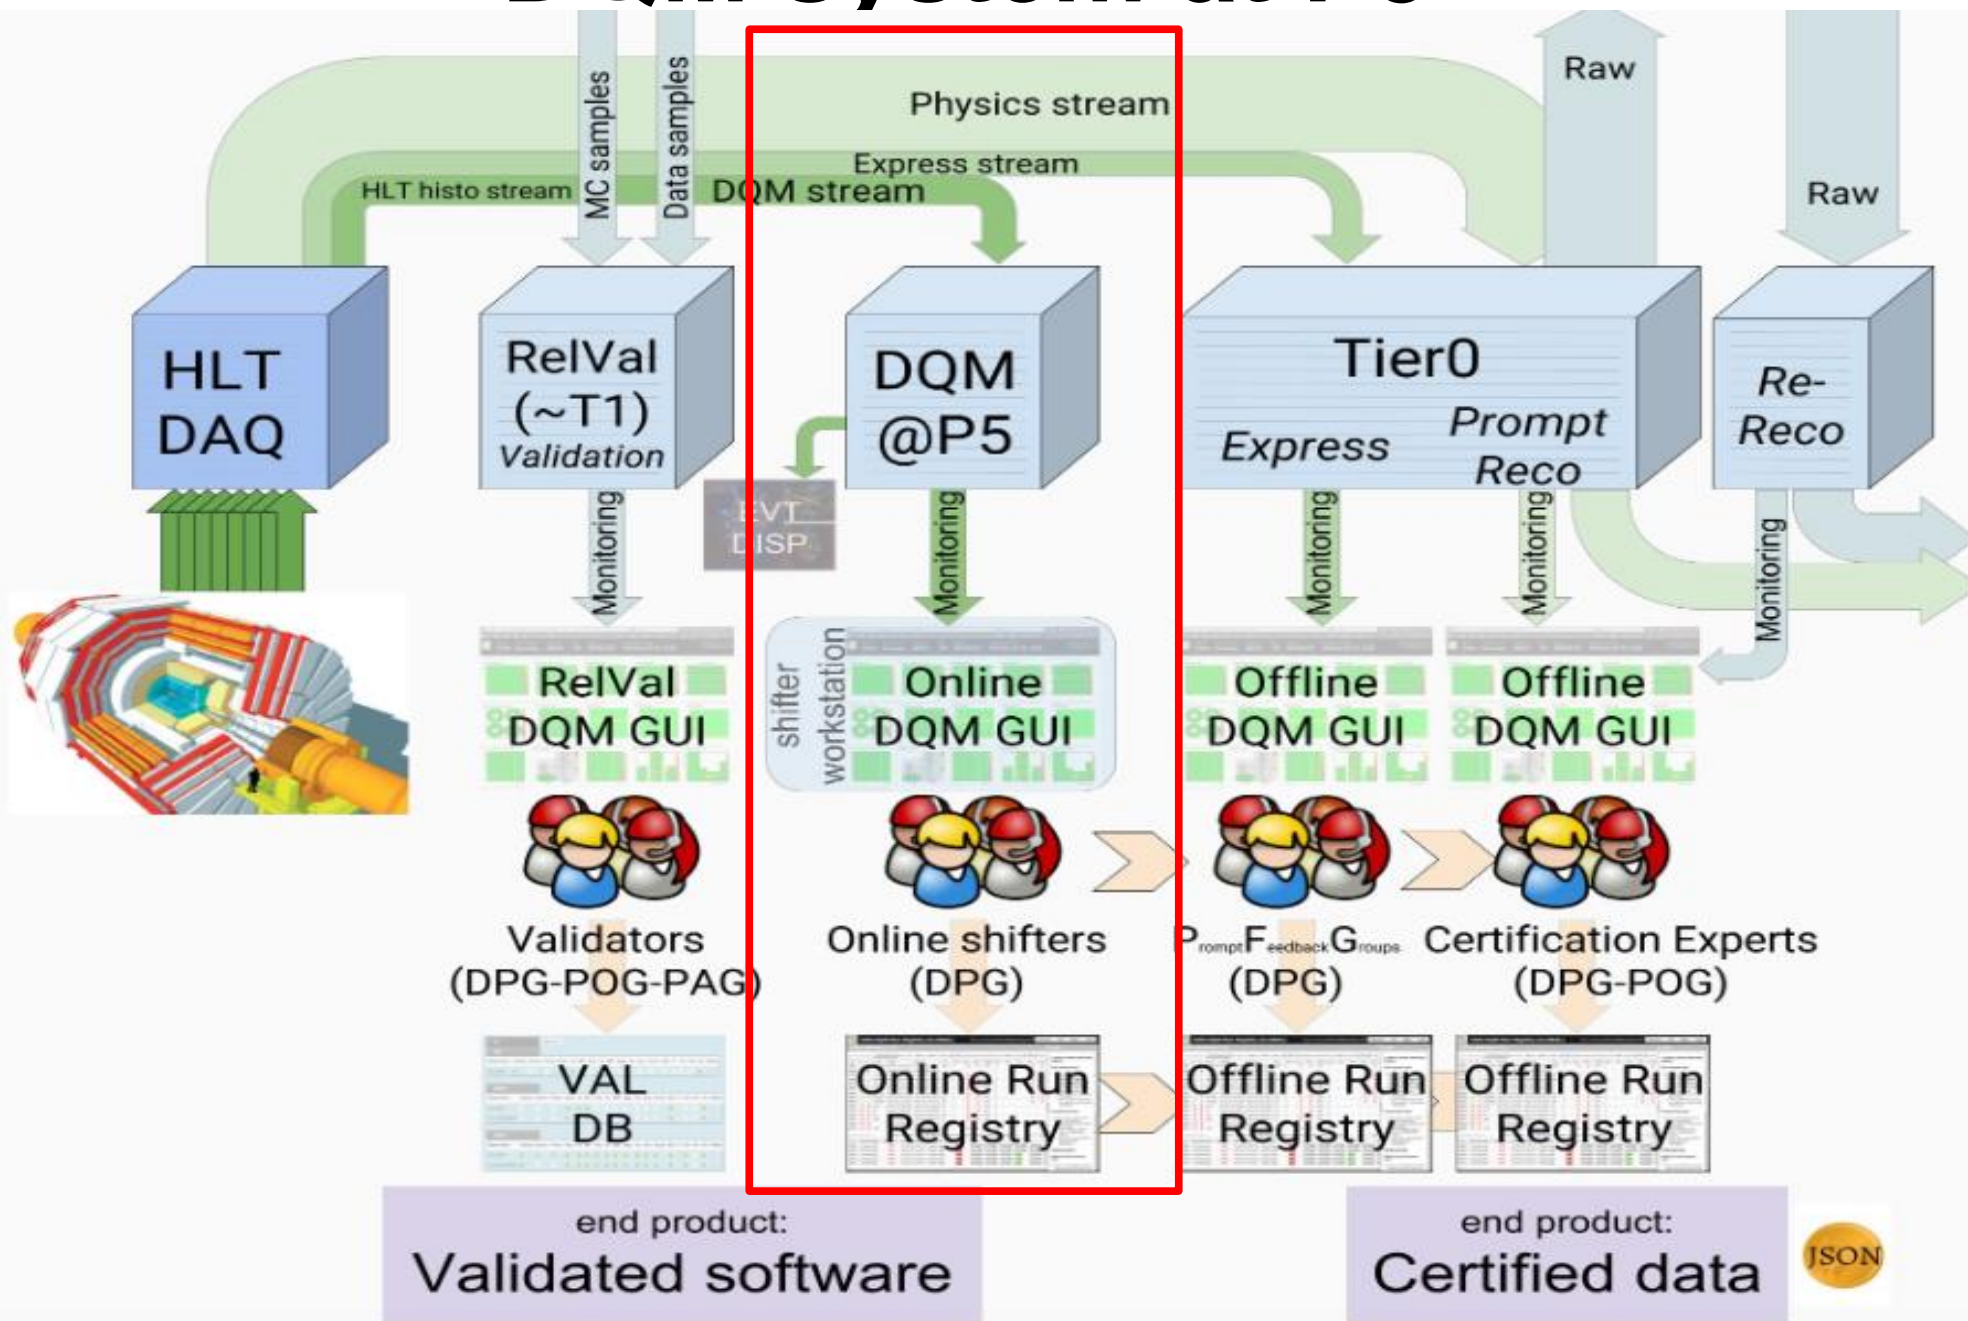 Raw
Physics stream
Express stream
HLT histo stream
MC samples
Data samples
DQM stream
Raw
HLT
DAQ
RelVal
(~T1)
Validation
DQM
@P5
Tier0
Express
Prompt
Reco
Re-
Reco
EVT
DISP
Monitoring
Monitoring
Monitoring
Monitoring
Monitoring
RelVal
DQM GUI
shifter
workstation
Online
DQM GUI
Offline
DQM GUI
Offline
DQM GUI
Validators
(DPG-POG-PAG)
Online shifters
(DPG)
Prompt Feedback Groups
(DPG)
Certification Experts
(DPG-POG)
VAL
DB
Online Run
Registry
Offline Run
Registry
Offline Run
Registry
end product:
Validated software
end product:
Certified data
JSON